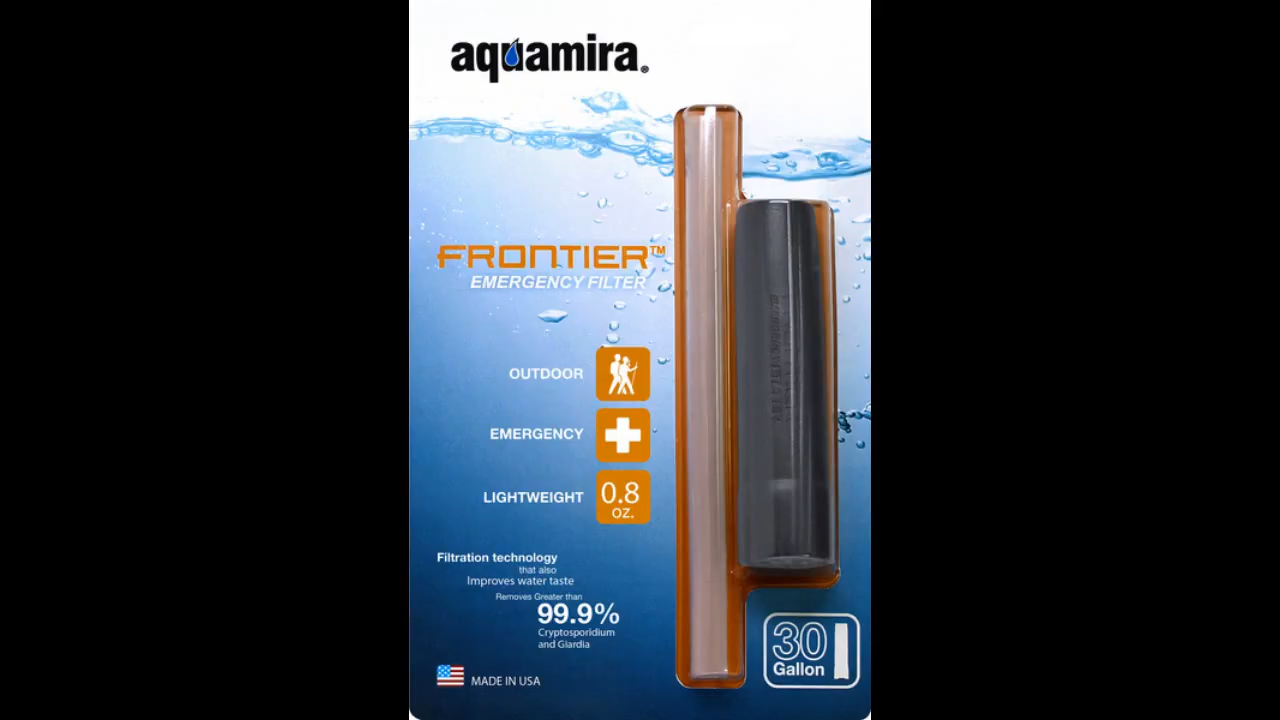 aquamira®
FRONTIER™
EMERGENCY FILTER
OUTDOOR
EMERGENCY
LIGHTWEIGHT
0.8
OZ.
Filtration technology
that also
Improves water taste
Removes Greater than
99.9%
Cryptosporidium
and Giardia
MADE IN USA
30
Gallon